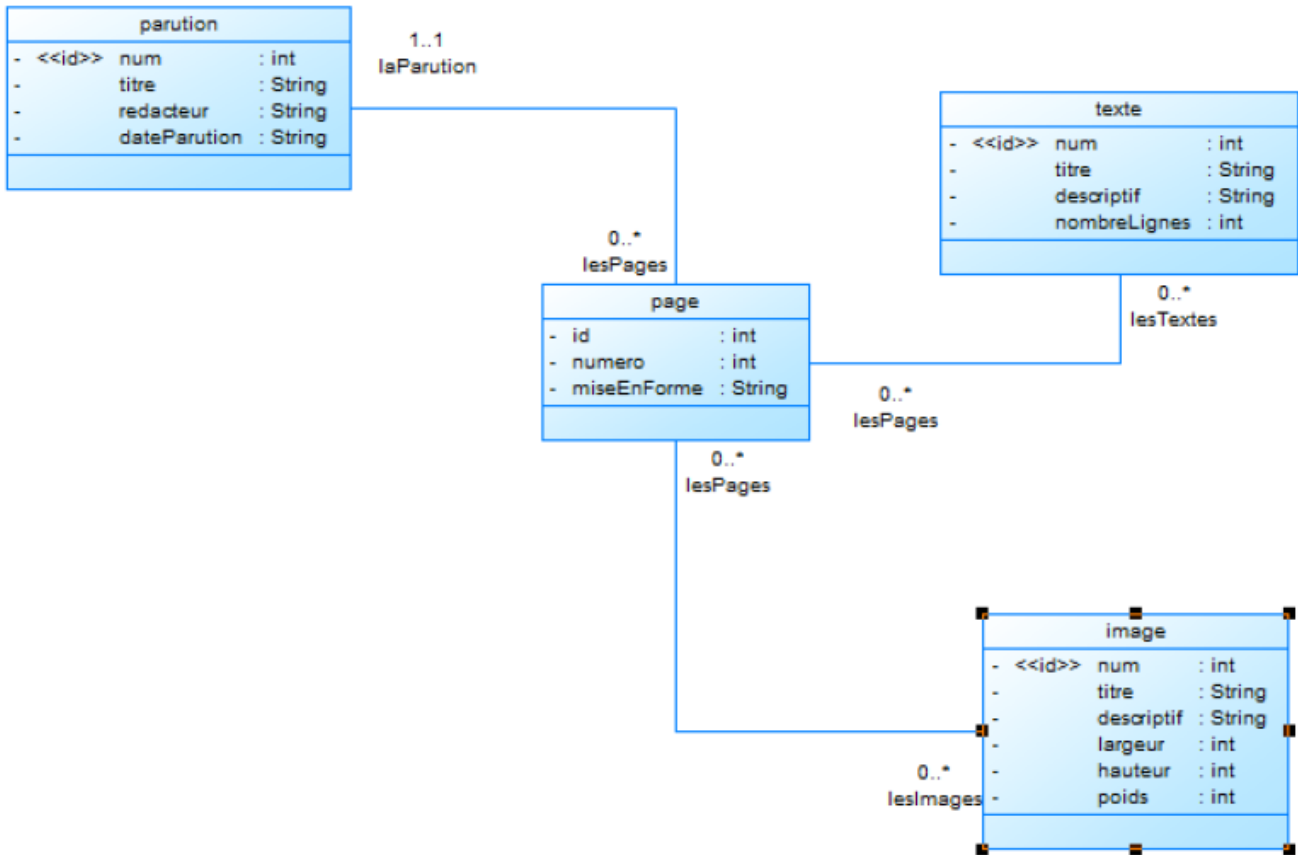 parution
- <<id>> num : int
- titre : String
- redacteur : String
- dateParution : String
1..1
laParution
texte
- <<id>> num : int
- titre : String
- descriptif : String
- nombreLignes : int
0..*
lesPages
0..*
lesTextes
page
- id : int
- numero : int
- miseEnForme : String
0..*
lesPages
0..*
lesPages
image
- <<id>> num : int
- titre : String
- descriptif : String
- largeur : int
- hauteur : int
- poids : int
0..*
lesImages